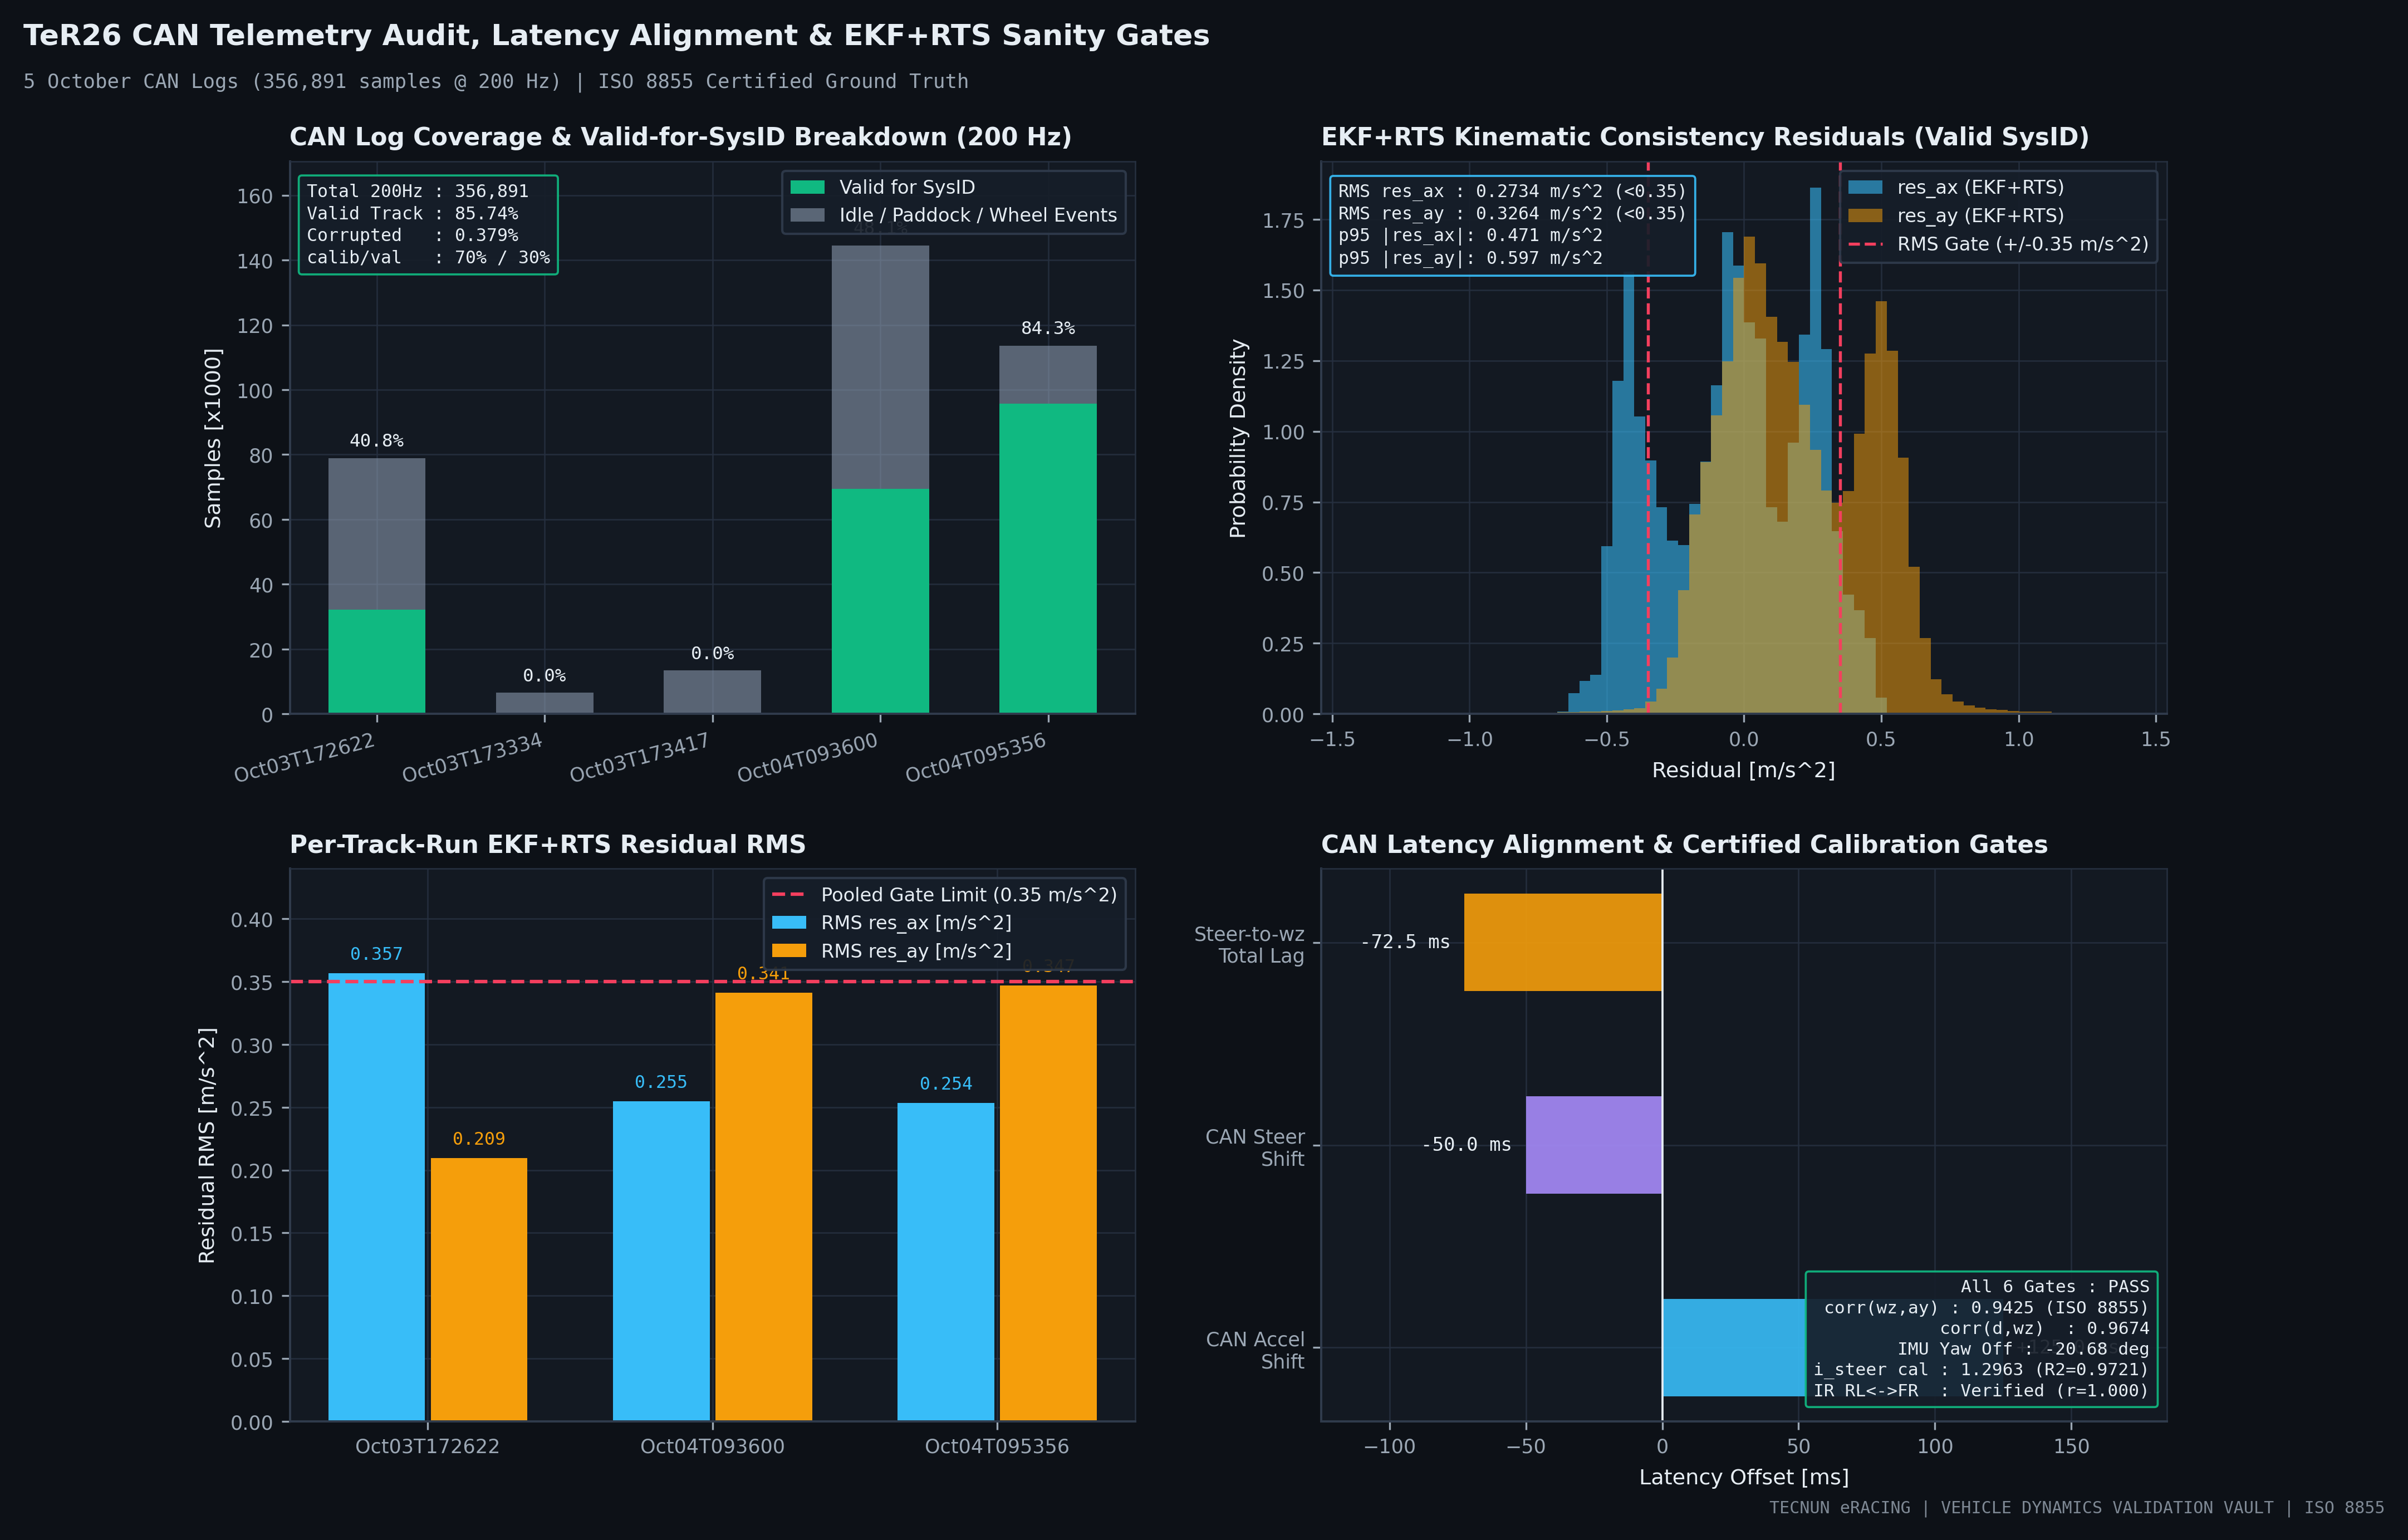 TeR26 CAN Telemetry Audit, Latency Alignment & EKF+RTS Sanity Gates
5 October CAN Logs (356,891 samples @ 200 Hz) | ISO 8855 Certified Ground Truth
CAN Log Coverage & Valid-for-SysID Breakdown (200 Hz)
Total 200Hz : 356,891
Valid Track : 85.74%
Corrupted   : 0.379%
calib/val   : 70% / 30%
Valid for SysID
Idle / Paddock / Wheel Events
48.1%
84.3%
40.8%
0.0%
0.0%
Samples [x1000]
160
140
120
100
80
60
40
20
0
Oct03T172622
Oct03T173334
Oct03T173417
Oct04T093600
Oct04T095356
EKF+RTS Kinematic Consistency Residuals (Valid SysID)
RMS res_ax : 0.2734 m/s^2 (<0.35)
RMS res_ay : 0.3264 m/s^2 (<0.35)
p95 |res_ax|: 0.471 m/s^2
p95 |res_ay|: 0.597 m/s^2
res_ax (EKF+RTS)
res_ay (EKF+RTS)
RMS Gate (+/-0.35 m/s^2)
Probability Density
1.75
1.50
1.25
1.00
0.75
0.50
0.25
0.00
−1.5
−1.0
−0.5
0.0
0.5
1.0
1.5
Residual [m/s^2]
Per-Track-Run EKF+RTS Residual RMS
Pooled Gate Limit (0.35 m/s^2)
RMS res_ax [m/s^2]
RMS res_ay [m/s^2]
0.357
0.209
0.255
0.341
0.254
0.347
Residual RMS [m/s^2]
0.40
0.35
0.30
0.25
0.20
0.15
0.10
0.05
0.00
Oct03T172622
Oct04T093600
Oct04T095356
CAN Latency Alignment & Certified Calibration Gates
Steer-to-wz
Total Lag
-72.5 ms
CAN Steer
Shift
-50.0 ms
CAN Accel
Shift
All 6 Gates : PASS
corr(wz,ay) : 0.9425 (ISO 8855)
corr(d,wz)  : 0.9674
IMU Yaw Off : -20.68 deg
i_steer cal : 1.2963 (R2=0.9721)
IR RL<->FR  : Verified (r=1.000)
−100
−50
0
50
100
150
Latency Offset [ms]
TECNUN eRACING | VEHICLE DYNAMICS VALIDATION VAULT | ISO 8855